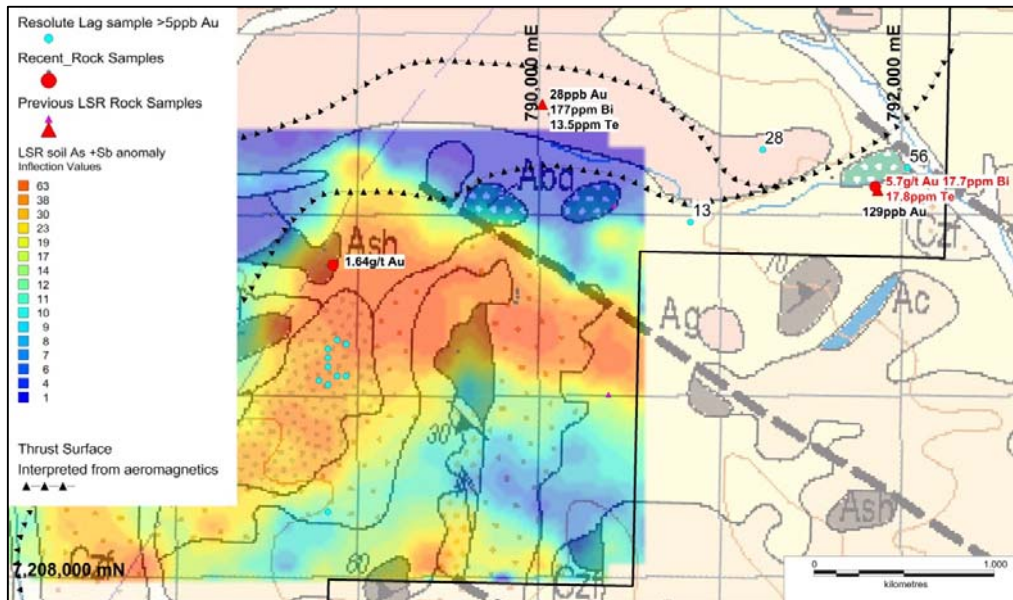 Resolute Lag sample >5ppb Au
Recent_Rock Samples
Previous LSR Rock Samples
LSR soil As +Sb anomaly
Inflection Values
63
38
30
23
19
17
14
12
11
10
9
8
7
6
4
1
Thrust Surface
Interpreted from aeromagnetics
7,208,000 mN
790,000 mE
792,000 mE
28ppb Au
177ppm Bi
13.5ppm Te
28
56
13
5.7g/t Au 17.7ppm Bi
17.8ppm Te
129ppb Au
Abd
Ash
1.64g/t Au
Czf
Ag
Ac
70
30
Ash
60
Czf
Czf
0
1.000
kilometres